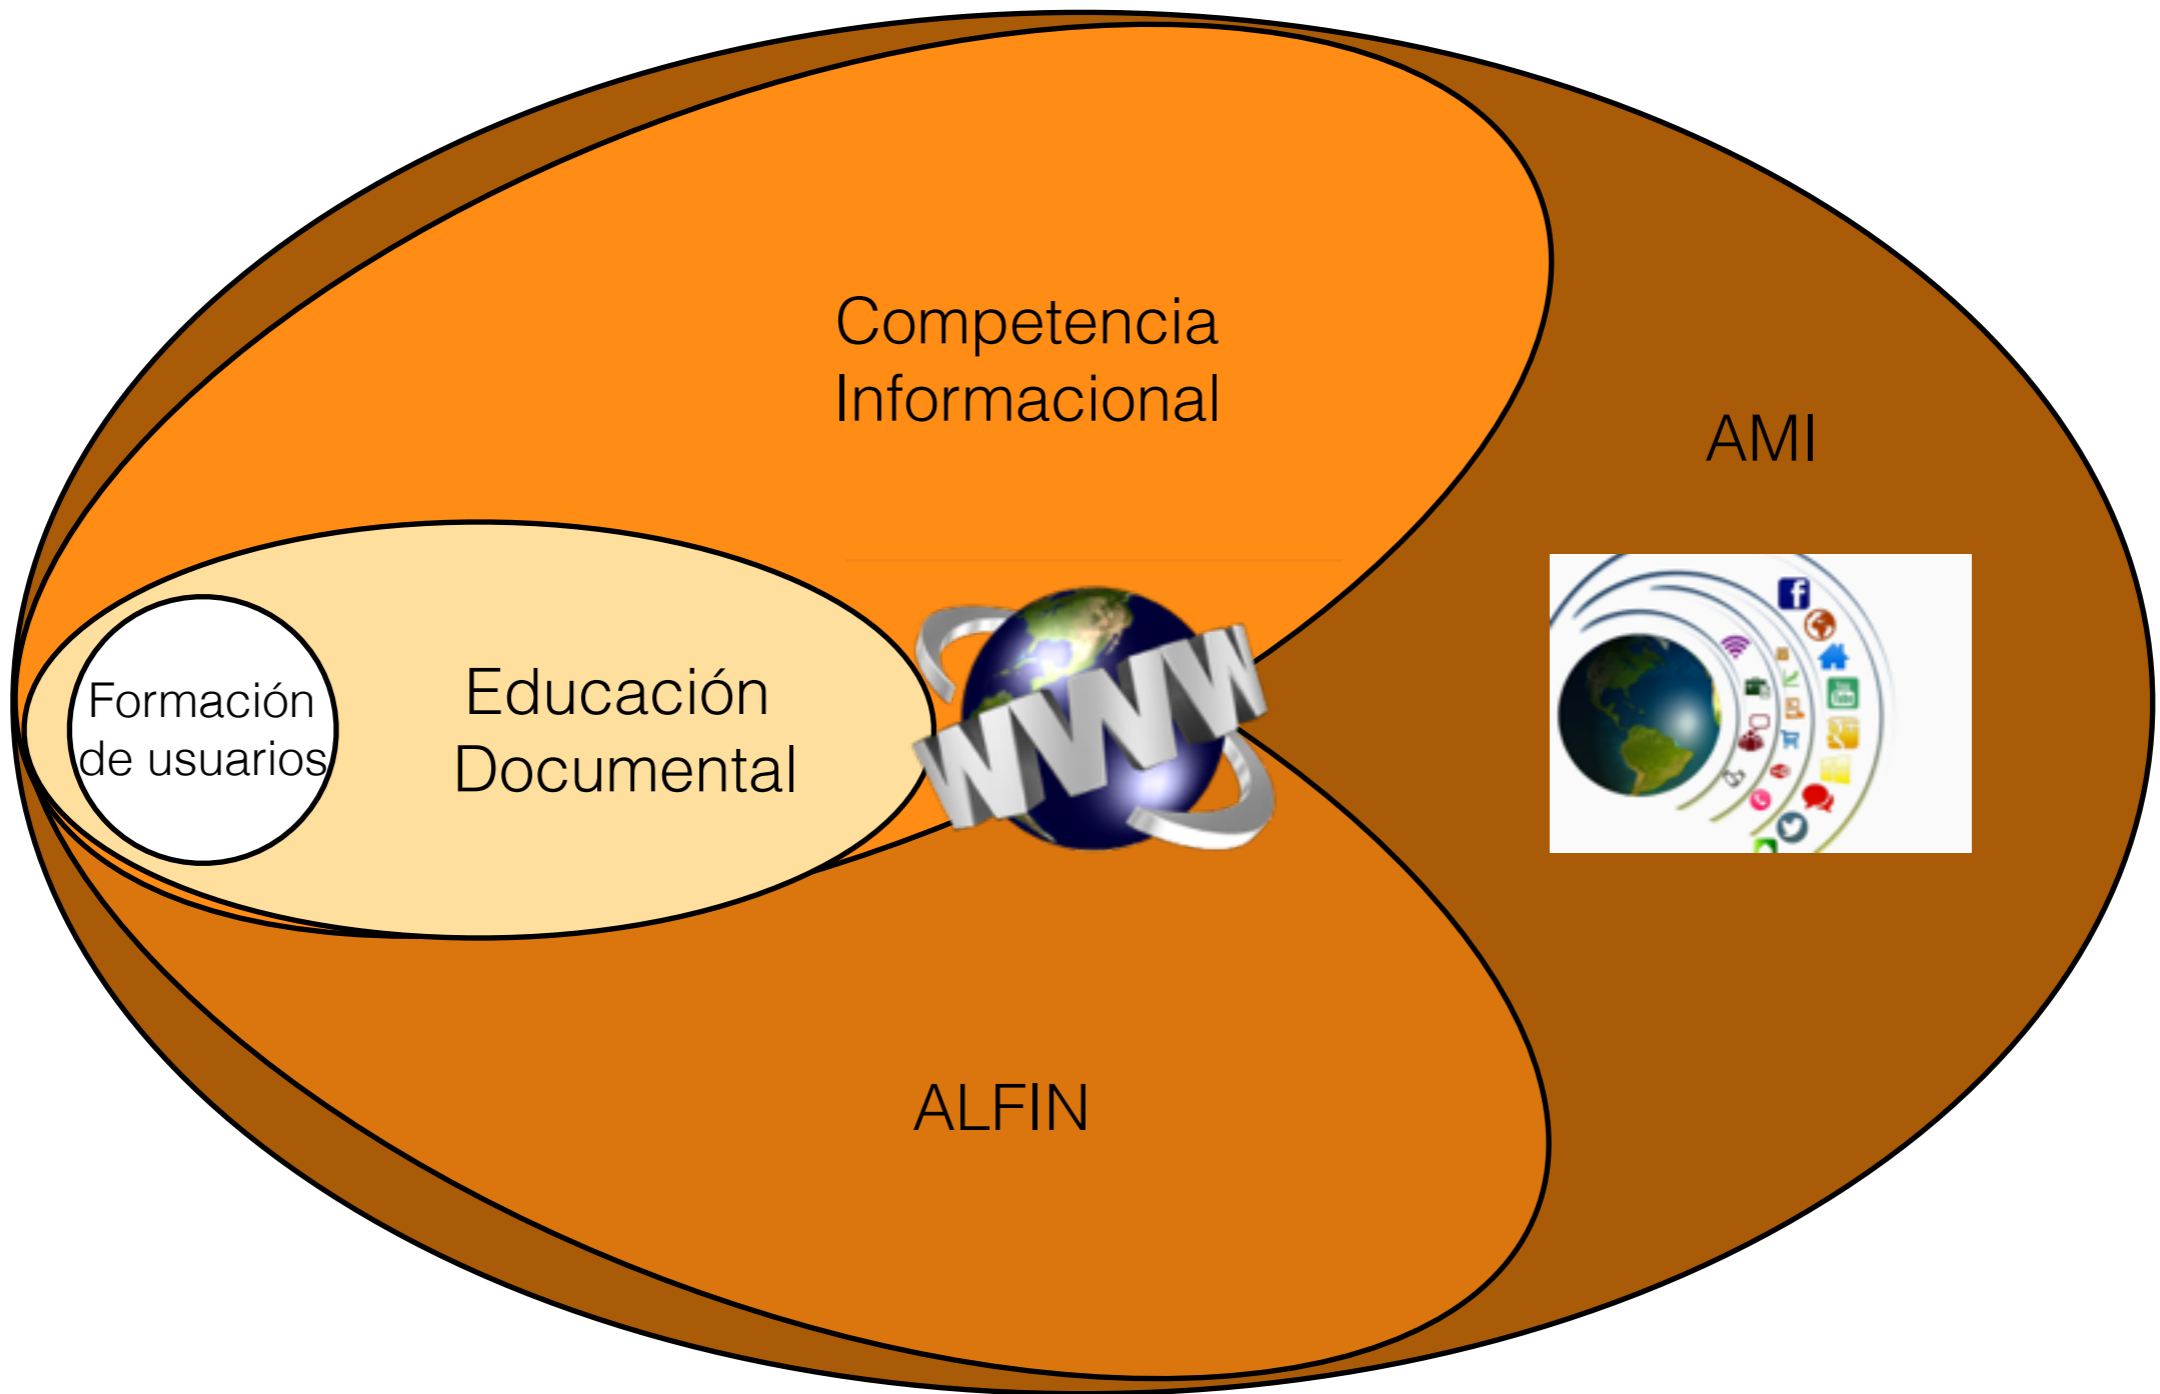 Competencia
Informacional
AMI
Formación
de usuarios
Educación
Documental
WWW
ALFIN